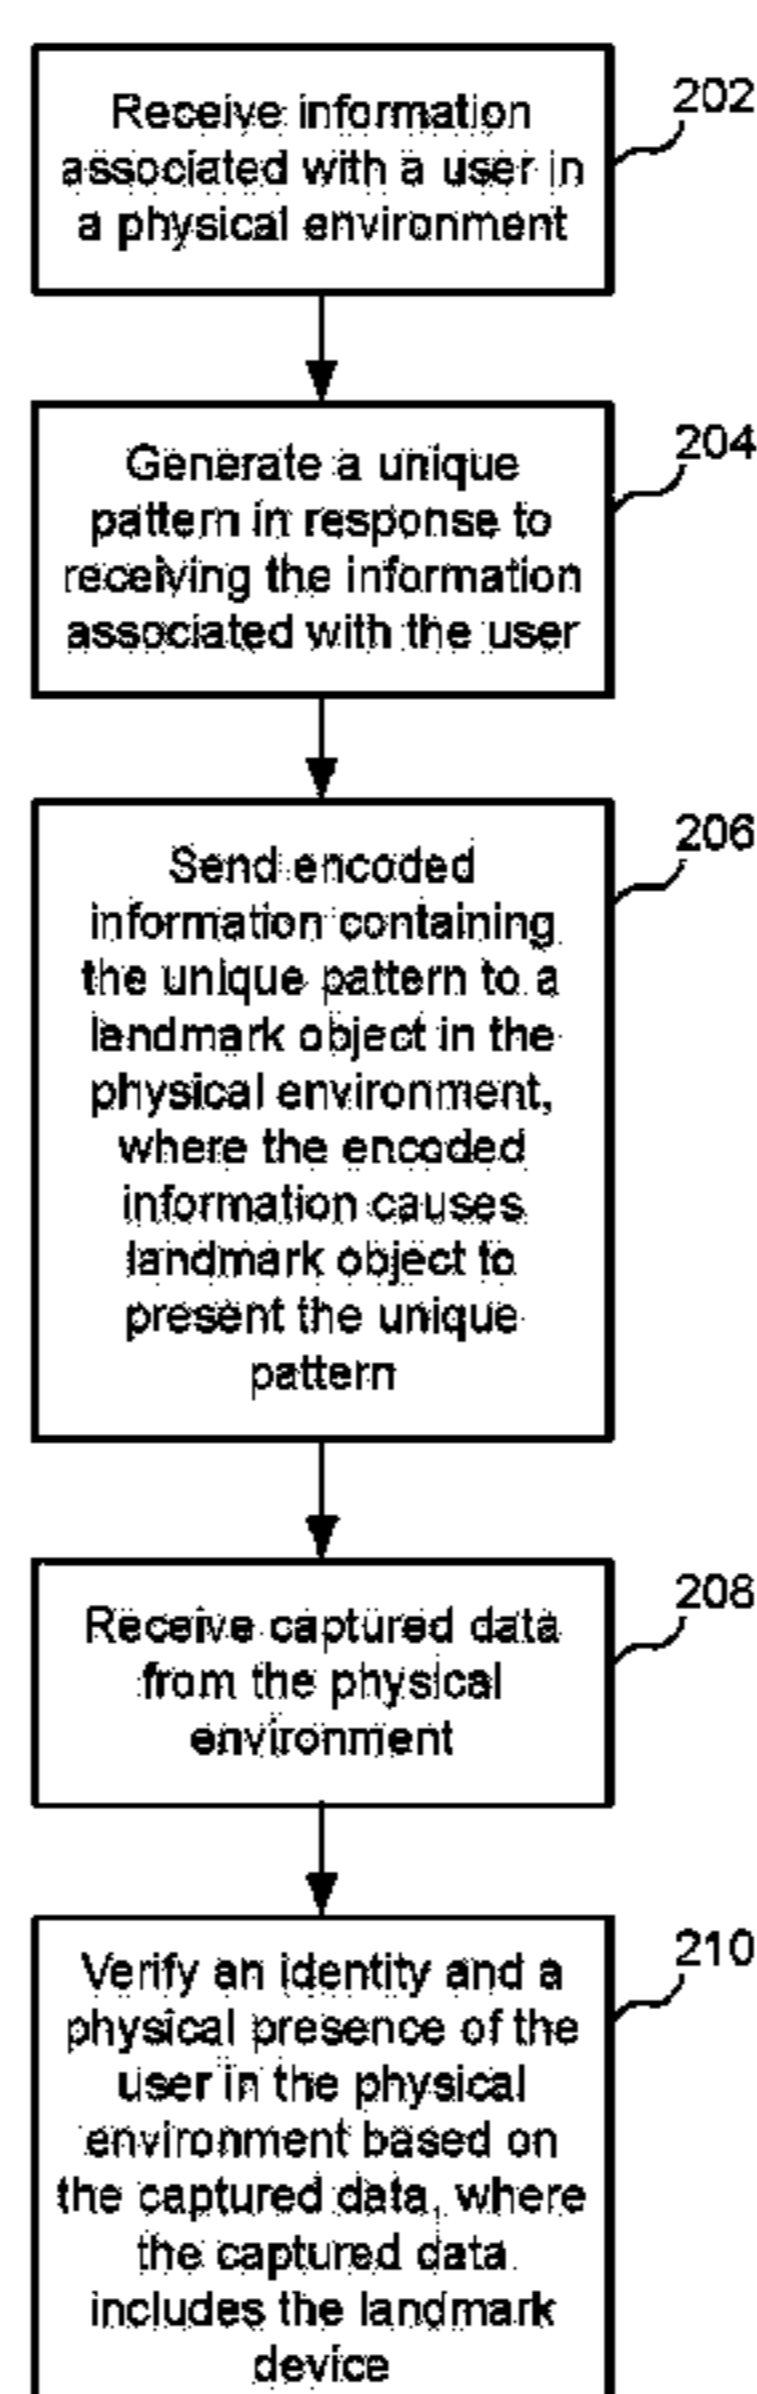 Receive information
associated with a user in
a physical environment
202
Generate a unique
pattern in response to
receiving the information
associated with the user
204
Send encoded
information containing
the unique pattern to a
landmark object in the
physical environment,
where the encoded
information causes
landmark object to
present the unique
pattern
206
Receive captured data
from the physical
environment
208
Verify an identity and a
physical presence of the
user in the physical
environment based on
the captured data, where
the captured data
includes the landmark
device
210